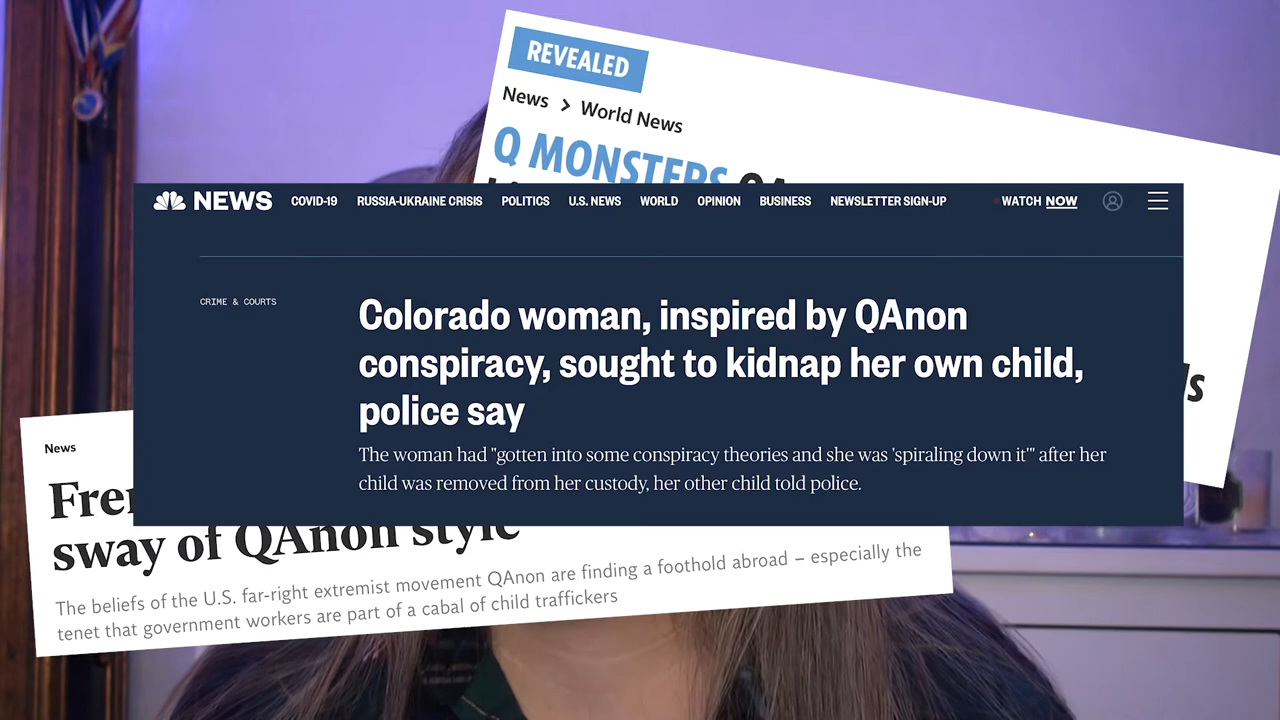 REVEALED
News > World News
Q MONSTERS
NEWS COVID-19 RUSSIA-UKRAINE CRISIS POLITICS U.S. NEWS WORLD OPINION BUSINESS NEWSLETTER SIGN-UP WATCH NOW
CRIME & COURTS
Colorado woman, inspired by QAnon
conspiracy, sought to kidnap her own child,
police say
The woman had "gotten into some conspiracy theories and she was 'spiraling down it'" after her
child was removed from her custody, her other child told police.
News
sway of QAnon style
The beliefs of the U.S. far-right extremist movement QAnon are finding a foothold abroad – especially the
tenet that government workers are part of a cabal of child traffickers